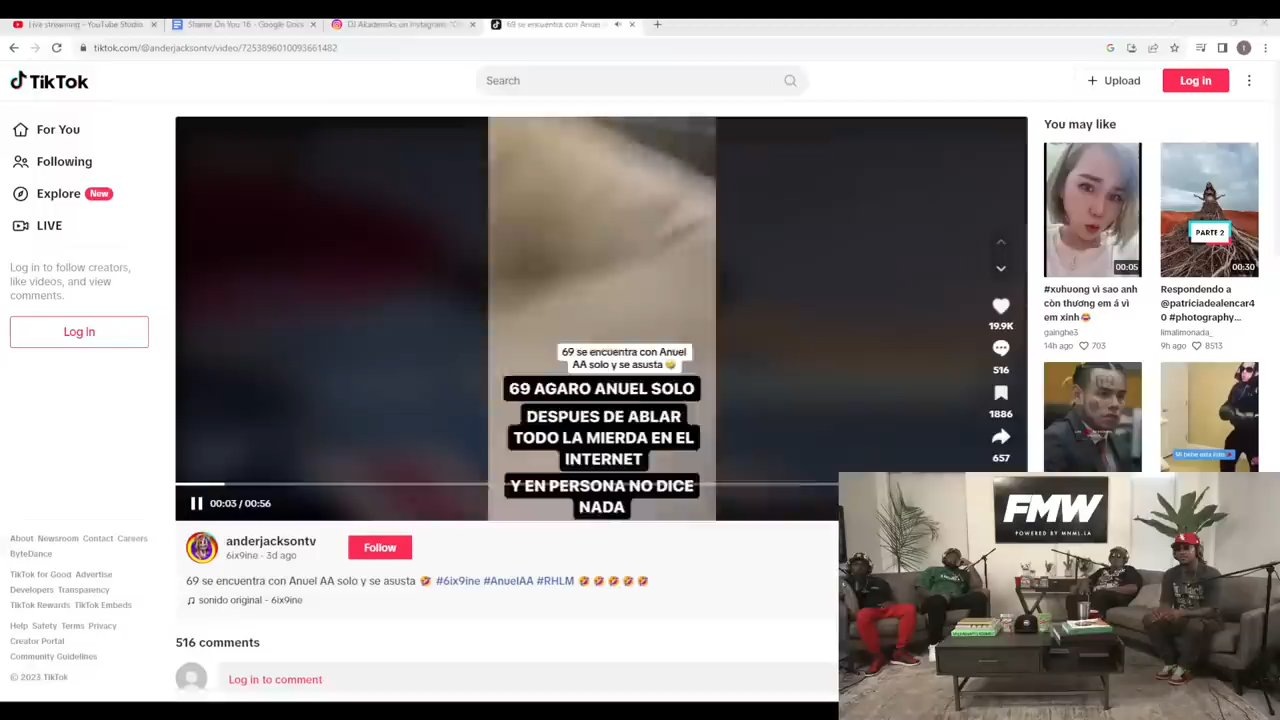 Live streaming - YouTube Studio
Shame On You 16 - Google Docs
DJ Akademiks on Instagram: "On
69 se encuentra con Anuel
tiktok.com/@anderjacksontv/video/7253896010093661482
TikTok
Search
Upload
Log in
For You
Following
Explore New
LIVE
Log in to follow creators,
like videos, and view
comments.
Log in
About Newsroom Contact Careers
ByteDance
TikTok for Good Advertise
Developers Transparency
TikTok Rewards TikTok Embeds
Help Safety Terms Privacy
Creator Portal
Community Guidelines
© 2023 TikTok
69 se encuentra con Anuel
AA solo y se asusta 🤣
69 AGARO ANUEL SOLO
DESPUES DE ABLAR
TODO LA MIERDA EN EL
INTERNET
Y EN PERSONA NO DICE
NADA
00:03 / 00:56
19.9K
516
1886
657
anderjacksontv
6ix9ine · 3d ago
Follow
69 se encuentra con Anuel AA solo y se asusta 🤣 #6ix9ine #AnuelAA #RHLM 🤣 🤣 🤣 🤣 🤣
sonido original - 6ix9ine
516 comments
Log in to comment
You may like
00:05
#xuhuong vì sao anh
còn thương em á vì
em xinh😂
gainghe3
14h ago 703
PARTE 2
00:30
Respondendo a
@patriciadealencar4
0 #photography...
limalimonada_
9h ago 8513
FMW
POWERED BY MNML.LA